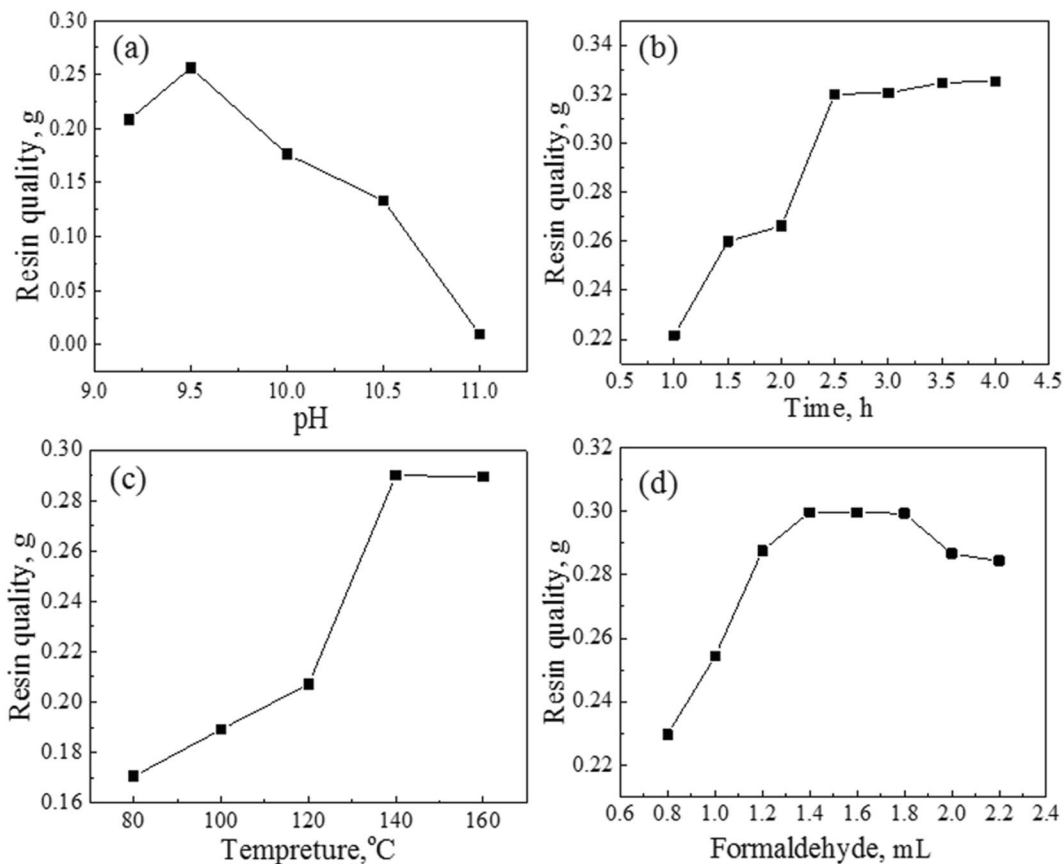 (a)
0.30
0.25
0.20
0.15
0.10
0.05
0.00
Resin quality, g
9.0 9.5 10.0 10.5 11.0
pH
(b)
0.34
0.32
0.30
0.28
0.26
0.24
0.22
Resin quality, g
0.5 1.0 1.5 2.0 2.5 3.0 3.5 4.0 4.5
Time, h
(c)
0.30
0.28
0.26
0.24
0.22
0.20
0.18
0.16
Resin quality, g
80 100 120 140 160
Tempreture,°C
(d)
0.32
0.30
0.28
0.26
0.24
0.22
Resin quality, g
0.6 0.8 1.0 1.2 1.4 1.6 1.8 2.0 2.2 2.4
Formaldehyde, mL